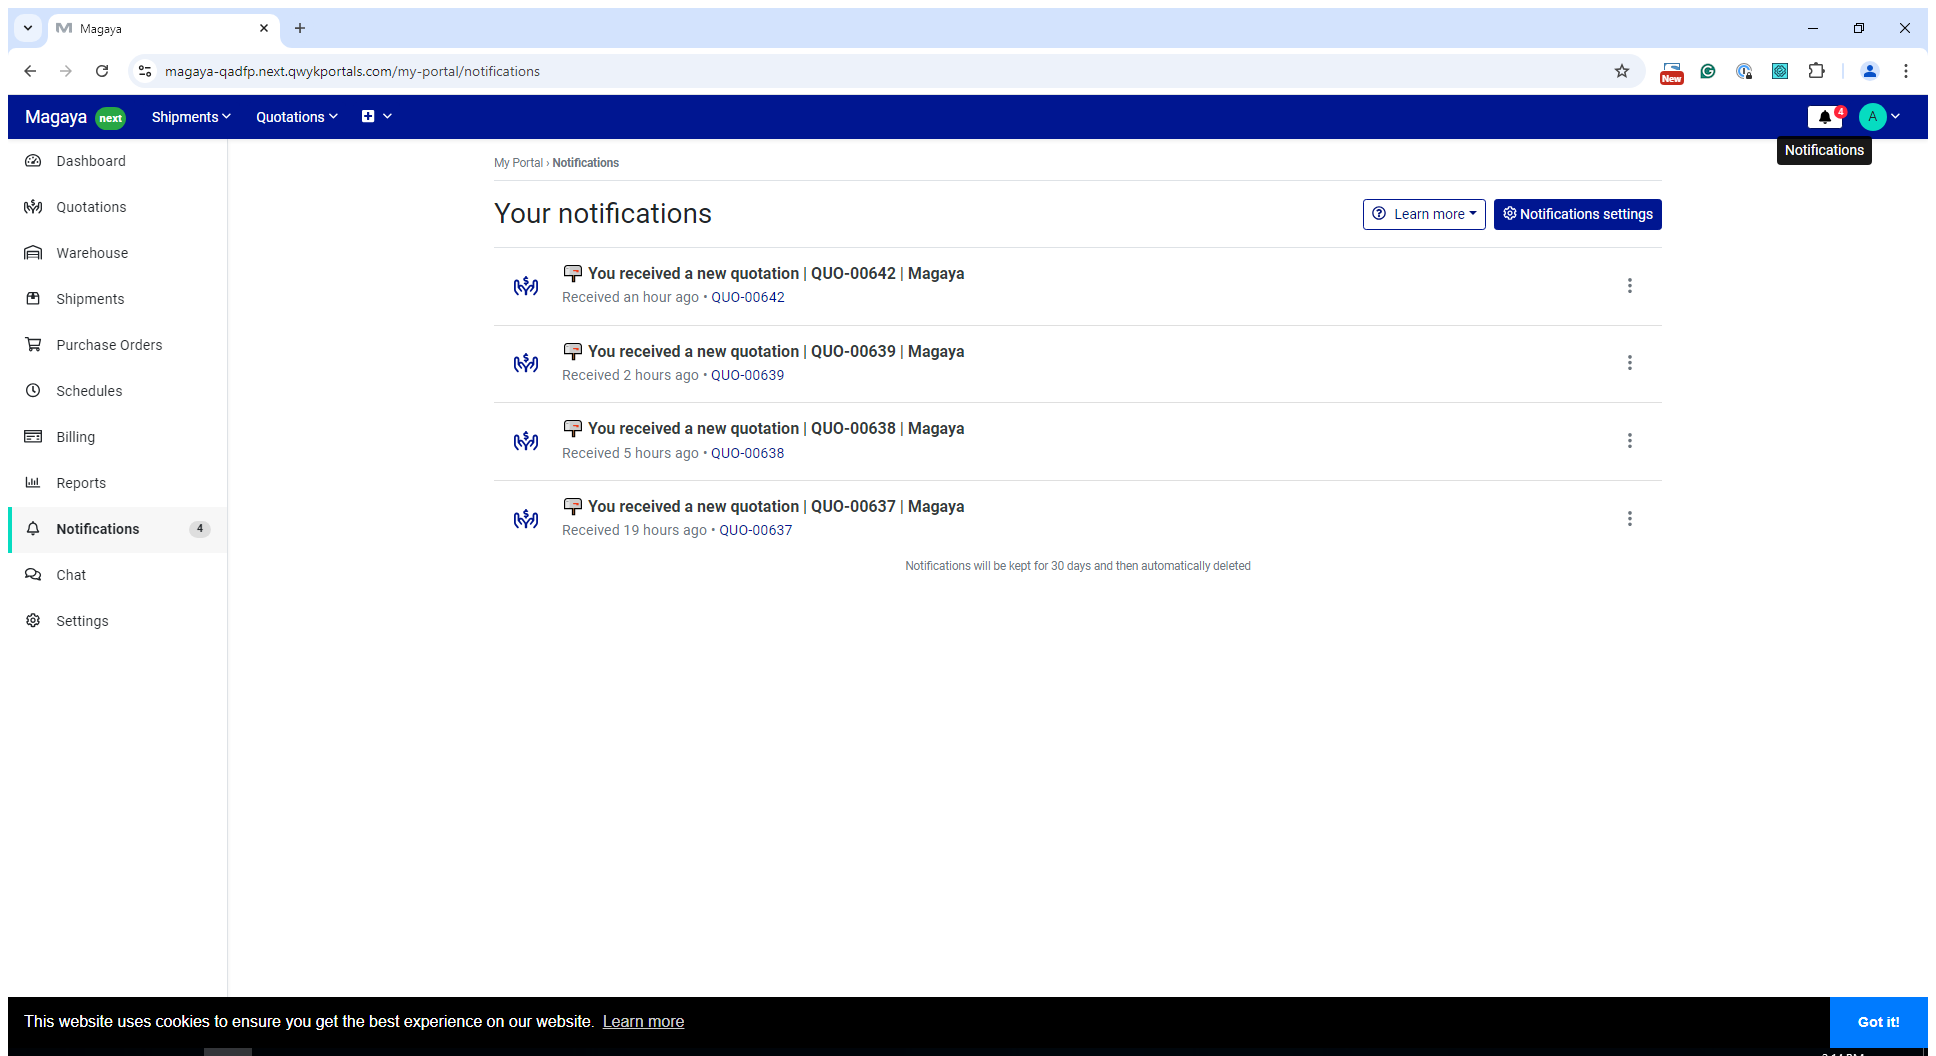 Magaya
magaya-qadfp.next.qwykportals.com/my-portal/notifications
New
Magaya next Shipments Quotations 4 A
Notifications
Dashboard
Quotations
Warehouse
Shipments
Purchase Orders
Schedules
Billing
Reports
Notifications 4
Chat
Settings
My Portal › Notifications
Your notifications
Learn more
Notifications settings
You received a new quotation | QUO-00642 | Magaya
Received an hour ago • QUO-00642
You received a new quotation | QUO-00639 | Magaya
Received 2 hours ago • QUO-00639
You received a new quotation | QUO-00638 | Magaya
Received 5 hours ago • QUO-00638
You received a new quotation | QUO-00637 | Magaya
Received 19 hours ago • QUO-00637
Notifications will be kept for 30 days and then automatically deleted
This website uses cookies to ensure you get the best experience on our website. Learn more
Got it!